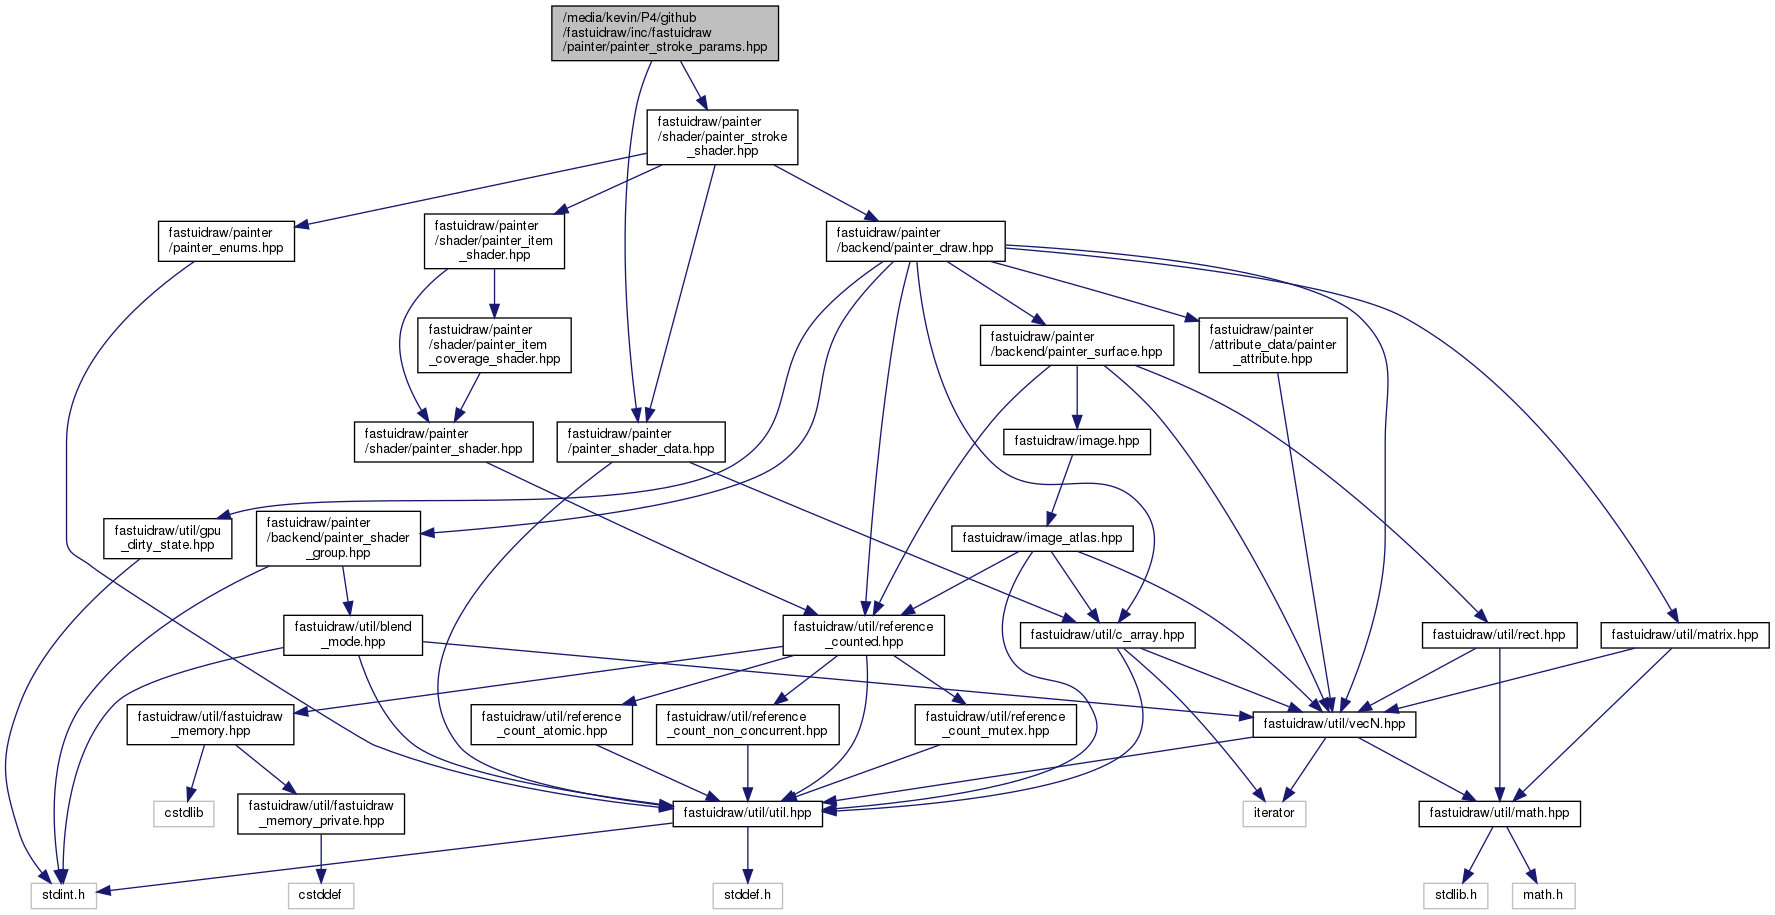 /media/kevin/P4/github
/fastuidraw/inc/fastuidraw
/painter/painter_stroke_params.hpp
fastuidraw/painter
/shader/painter_stroke
_shader.hpp
fastuidraw/painter
/painter_enums.hpp
fastuidraw/painter
/shader/painter_item
_shader.hpp
fastuidraw/painter
/backend/painter_draw.hpp
fastuidraw/painter
/shader/painter_item
_coverage_shader.hpp
fastuidraw/painter
/backend/painter_surface.hpp
fastuidraw/painter
/attribute_data/painter
_attribute.hpp
fastuidraw/painter
/shader/painter_shader.hpp
fastuidraw/painter
/painter_shader_data.hpp
fastuidraw/image.hpp
fastuidraw/util/gpu
_dirty_state.hpp
fastuidraw/painter
/backend/painter_shader
_group.hpp
fastuidraw/image_atlas.hpp
fastuidraw/util/blend
_mode.hpp
fastuidraw/util/reference
_counted.hpp
fastuidraw/util/c_array.hpp
fastuidraw/util/rect.hpp
fastuidraw/util/matrix.hpp
fastuidraw/util/fastuidraw
_memory.hpp
fastuidraw/util/reference
_count_atomic.hpp
fastuidraw/util/reference
_count_non_concurrent.hpp
fastuidraw/util/reference
_count_mutex.hpp
fastuidraw/util/vecN.hpp
cstdlib
fastuidraw/util/fastuidraw
_memory_private.hpp
fastuidraw/util/util.hpp
iterator
fastuidraw/util/math.hpp
stdint.h
cstddef
stddef.h
stdlib.h
math.h